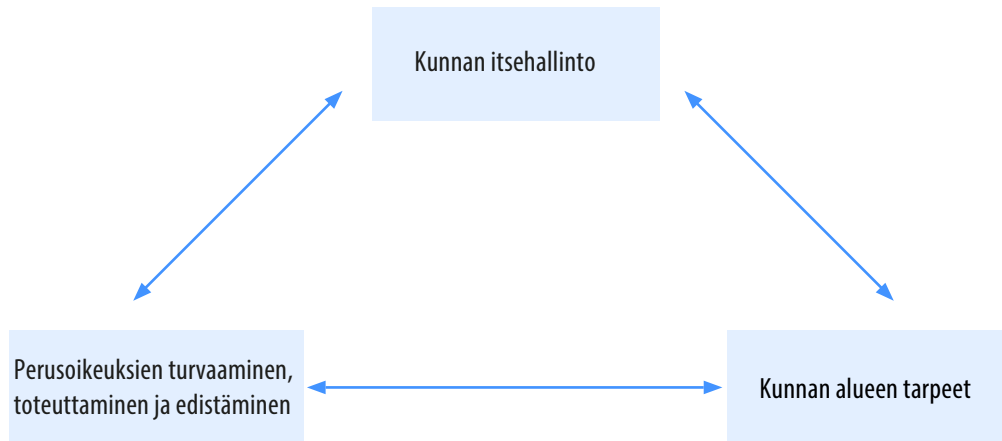 Kunnan itsehallinto
Perusoikeuksien turvaaminen,
toteuttaminen ja edistäminen
Kunnan alueen tarpeet